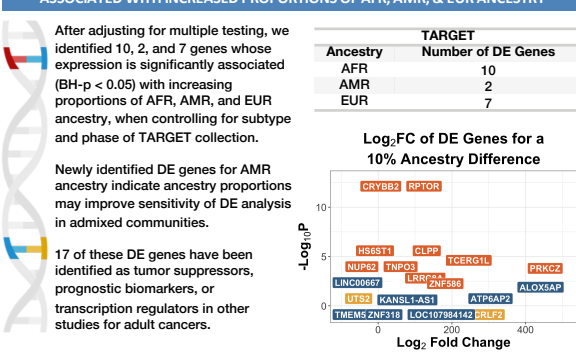 ASSOCIATED WITH INCREASED PROPORTIONS OF AFR, AMR, & EUR ANCESTRY
After adjusting for multiple testing, we
identified 10, 2, and 7 genes whose
expression is significantly associated
(BH-p < 0.05) with increasing
proportions of AFR, AMR, and EUR
ancestry, when controlling for subtype
and phase of TARGET collection.
Newly identified DE genes for AMR
ancestry indicate ancestry proportions
may improve sensitivity of DE analysis
in admixed communities.
17 of these DE genes have been
identified as tumor suppressors,
prognostic biomarkers, or
transcription regulators in other
studies for adult cancers.
TARGET
Ancestry Number of DE Genes
AFR 10
AMR 2
EUR 7
Log2FC of DE Genes for a
10% Ancestry Difference
-Log10P
10
5
0
CRYBB2 RPTOR
HS6ST1 CLPP
TCERG1L
NUP62 TNPO3 PRKCZ
LINC00667 ZNF586 ALOX5AP
UTS2 KANSL1-AS1 ATP6AP2
TMEM5 ZNF318 LOC107984142 CRLF2
0 200 400
Log2 Fold Change